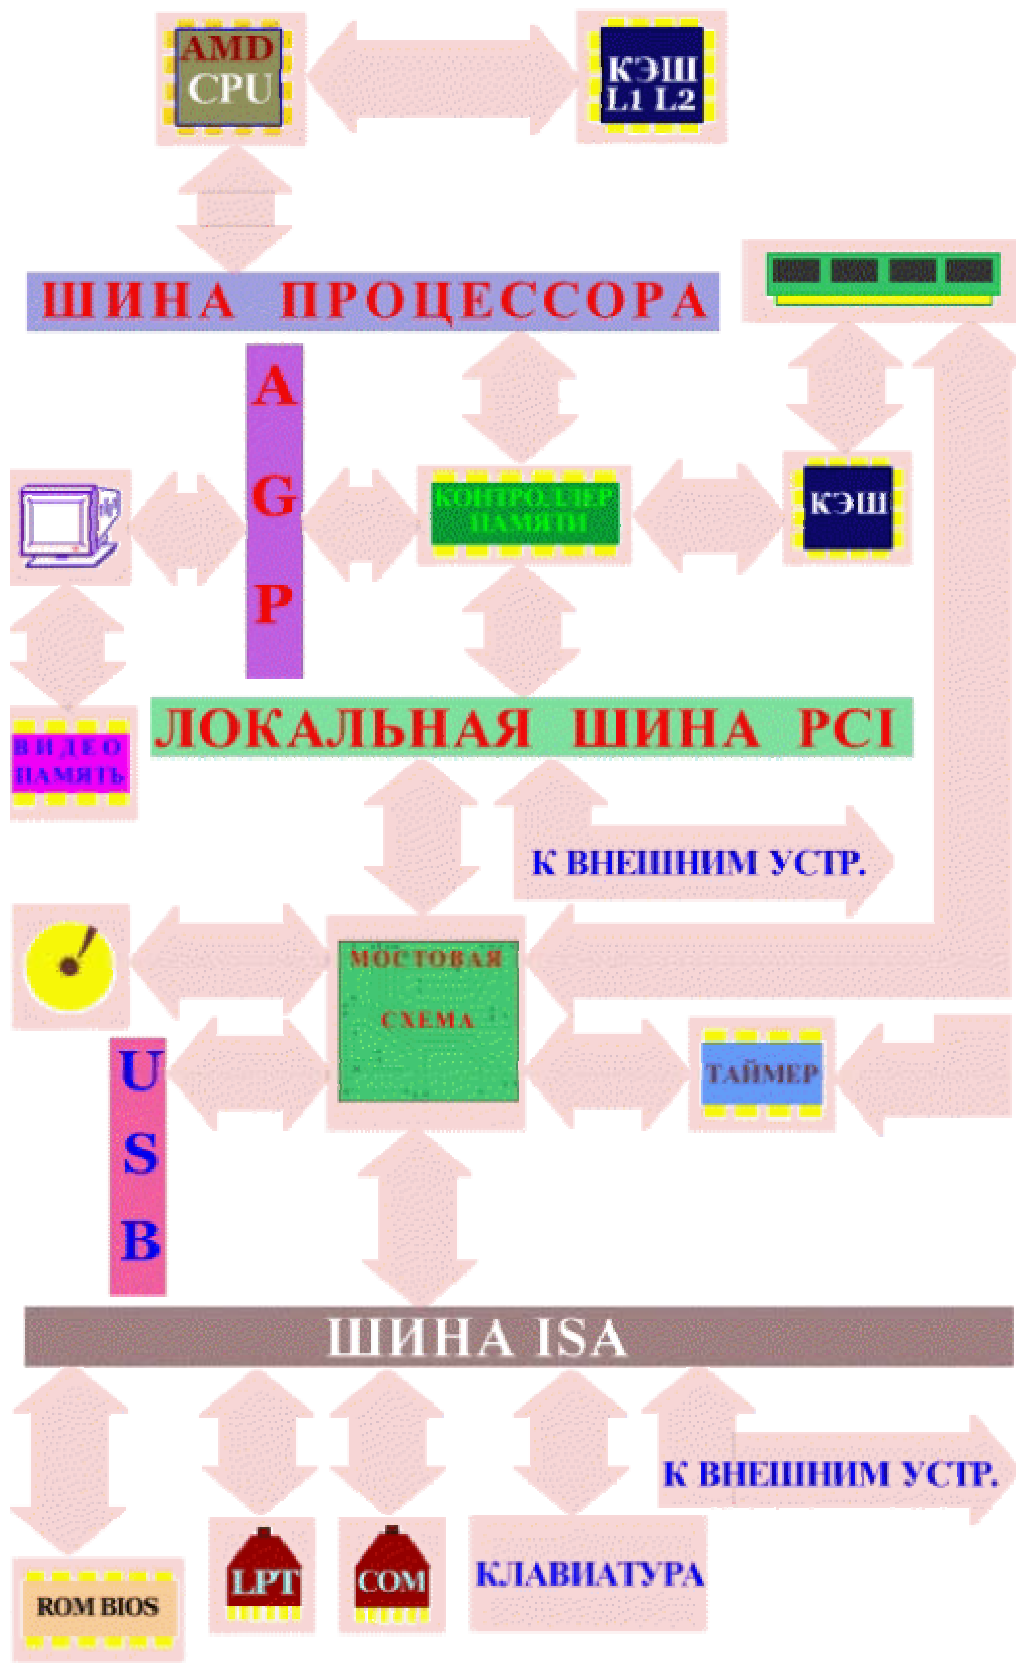 AMD
CPU
КЭШ
L1 L2
ШИНА ПРОЦЕССОРА
A
G
P
КОНТРОЛЛЕР
ПАМЯТИ
КЭШ
ЛОКАЛЬНАЯ ШИНА PCI
ВИДЕО
ПАМЯТЬ
К ВНЕШНИМ УСТР.
МОСТОВАЯ
СХЕМА
ТАЙМЕР
U
S
B
ШИНА ISA
К ВНЕШНИМ УСТР.
ROM BIOS
LPT
COM
КЛАВИАТУРА